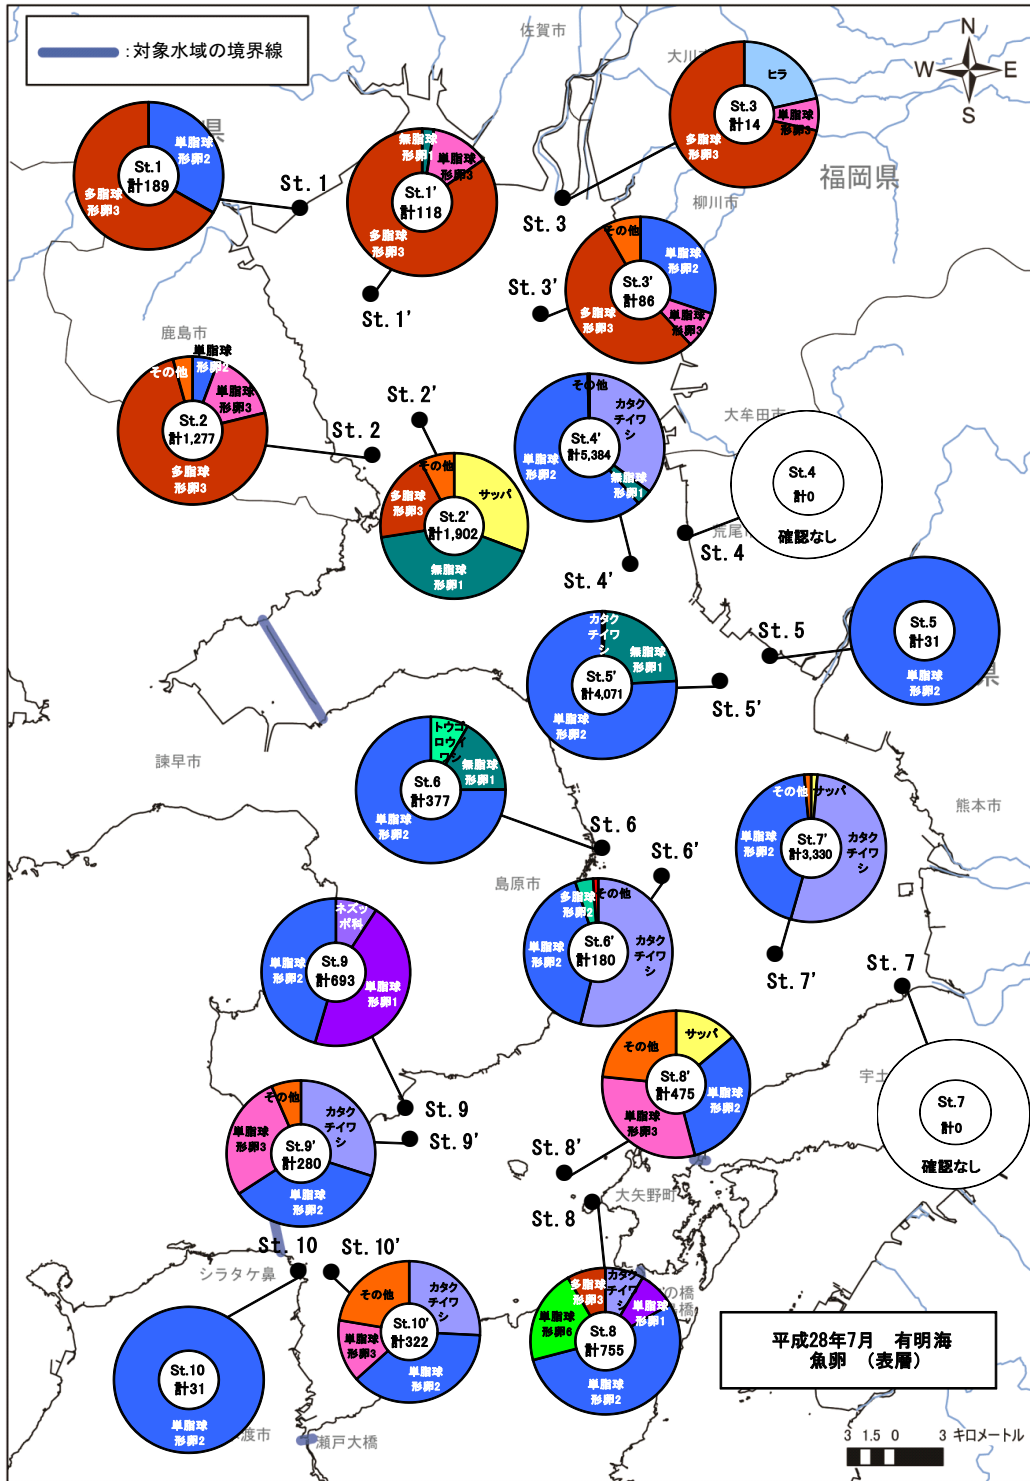 :対象水域の境界線
佐賀市
大川市
N
W
E
S
St.1
計189
単脂球
形卵2
多脂球
形卵3
県
St. 1
無脂球
形卵1
単脂球
形卵3
St.1'
計118
多脂球
形卵3
St. 1'
ヒラ
単脂球
形卵3
St.3
計14
多脂球
形卵3
St. 3
福岡県
柳川市
その他
単脂球
形卵2
St.3'
計86
多脂球
形卵3
単脂球
形卵3
St. 3'
鹿島市
単脂球
形卵2
その他
単脂球
形卵3
St.2
計1,277
多脂球
形卵3
St. 2
St. 2'
その他
サッパ
多脂球
形卵3
St.2'
計1,902
無脂球
形卵1
その他
カタク
チイワ
シ
St.4'
計5,384
単脂球
形卵2
無脂球
形卵1
St. 4'
大牟田市
St.4
計0
確認なし
荒尾市
St. 4
St. 5
St.5
計31
単脂球
形卵2
県
カタク
チイワ
シ
無脂球
形卵1
St.5'
計4,071
単脂球
形卵2
St. 5'
諫早市
トウゴ
ロウイ
ワシ
無脂球
形卵1
St.6
計377
単脂球
形卵2
St. 6
島原市
St. 6'
その他
サッパ
単脂球
形卵2
St.7'
計3,330
カタク
チイワ
シ
熊本市
St. 7'
多脂球
形卵2
その他
単脂球
形卵2
St.6'
計180
カタク
チイワ
シ
ネズッ
ポ科
単脂球
形卵2
St.9
計693
単脂球
形卵1
St. 9
St. 7
宇土
St.7
計0
確認なし
その他
サッパ
St.8'
計475
単脂球
形卵2
単脂球
形卵3
St. 8'
その他
カタク
チイワ
シ
単脂球
形卵3
St.9'
計280
単脂球
形卵2
St. 9'
St. 8
大矢野町
St. 10
St. 10'
シラタケ鼻
St.10
計31
単脂球
形卵2
渡市
その他
カタク
チイワ
シ
St.10'
計322
単脂球
形卵3
単脂球
形卵2
瀬戸大橋
多脂球
形卵3
カタク
チイワ
シ
単脂球
形卵1
単脂球
形卵6
St.8
計755
単脂球
形卵2
の橋
橋
平成28年7月 有明海
魚卵 (表層)
3 1.5 0 3 キロメートル